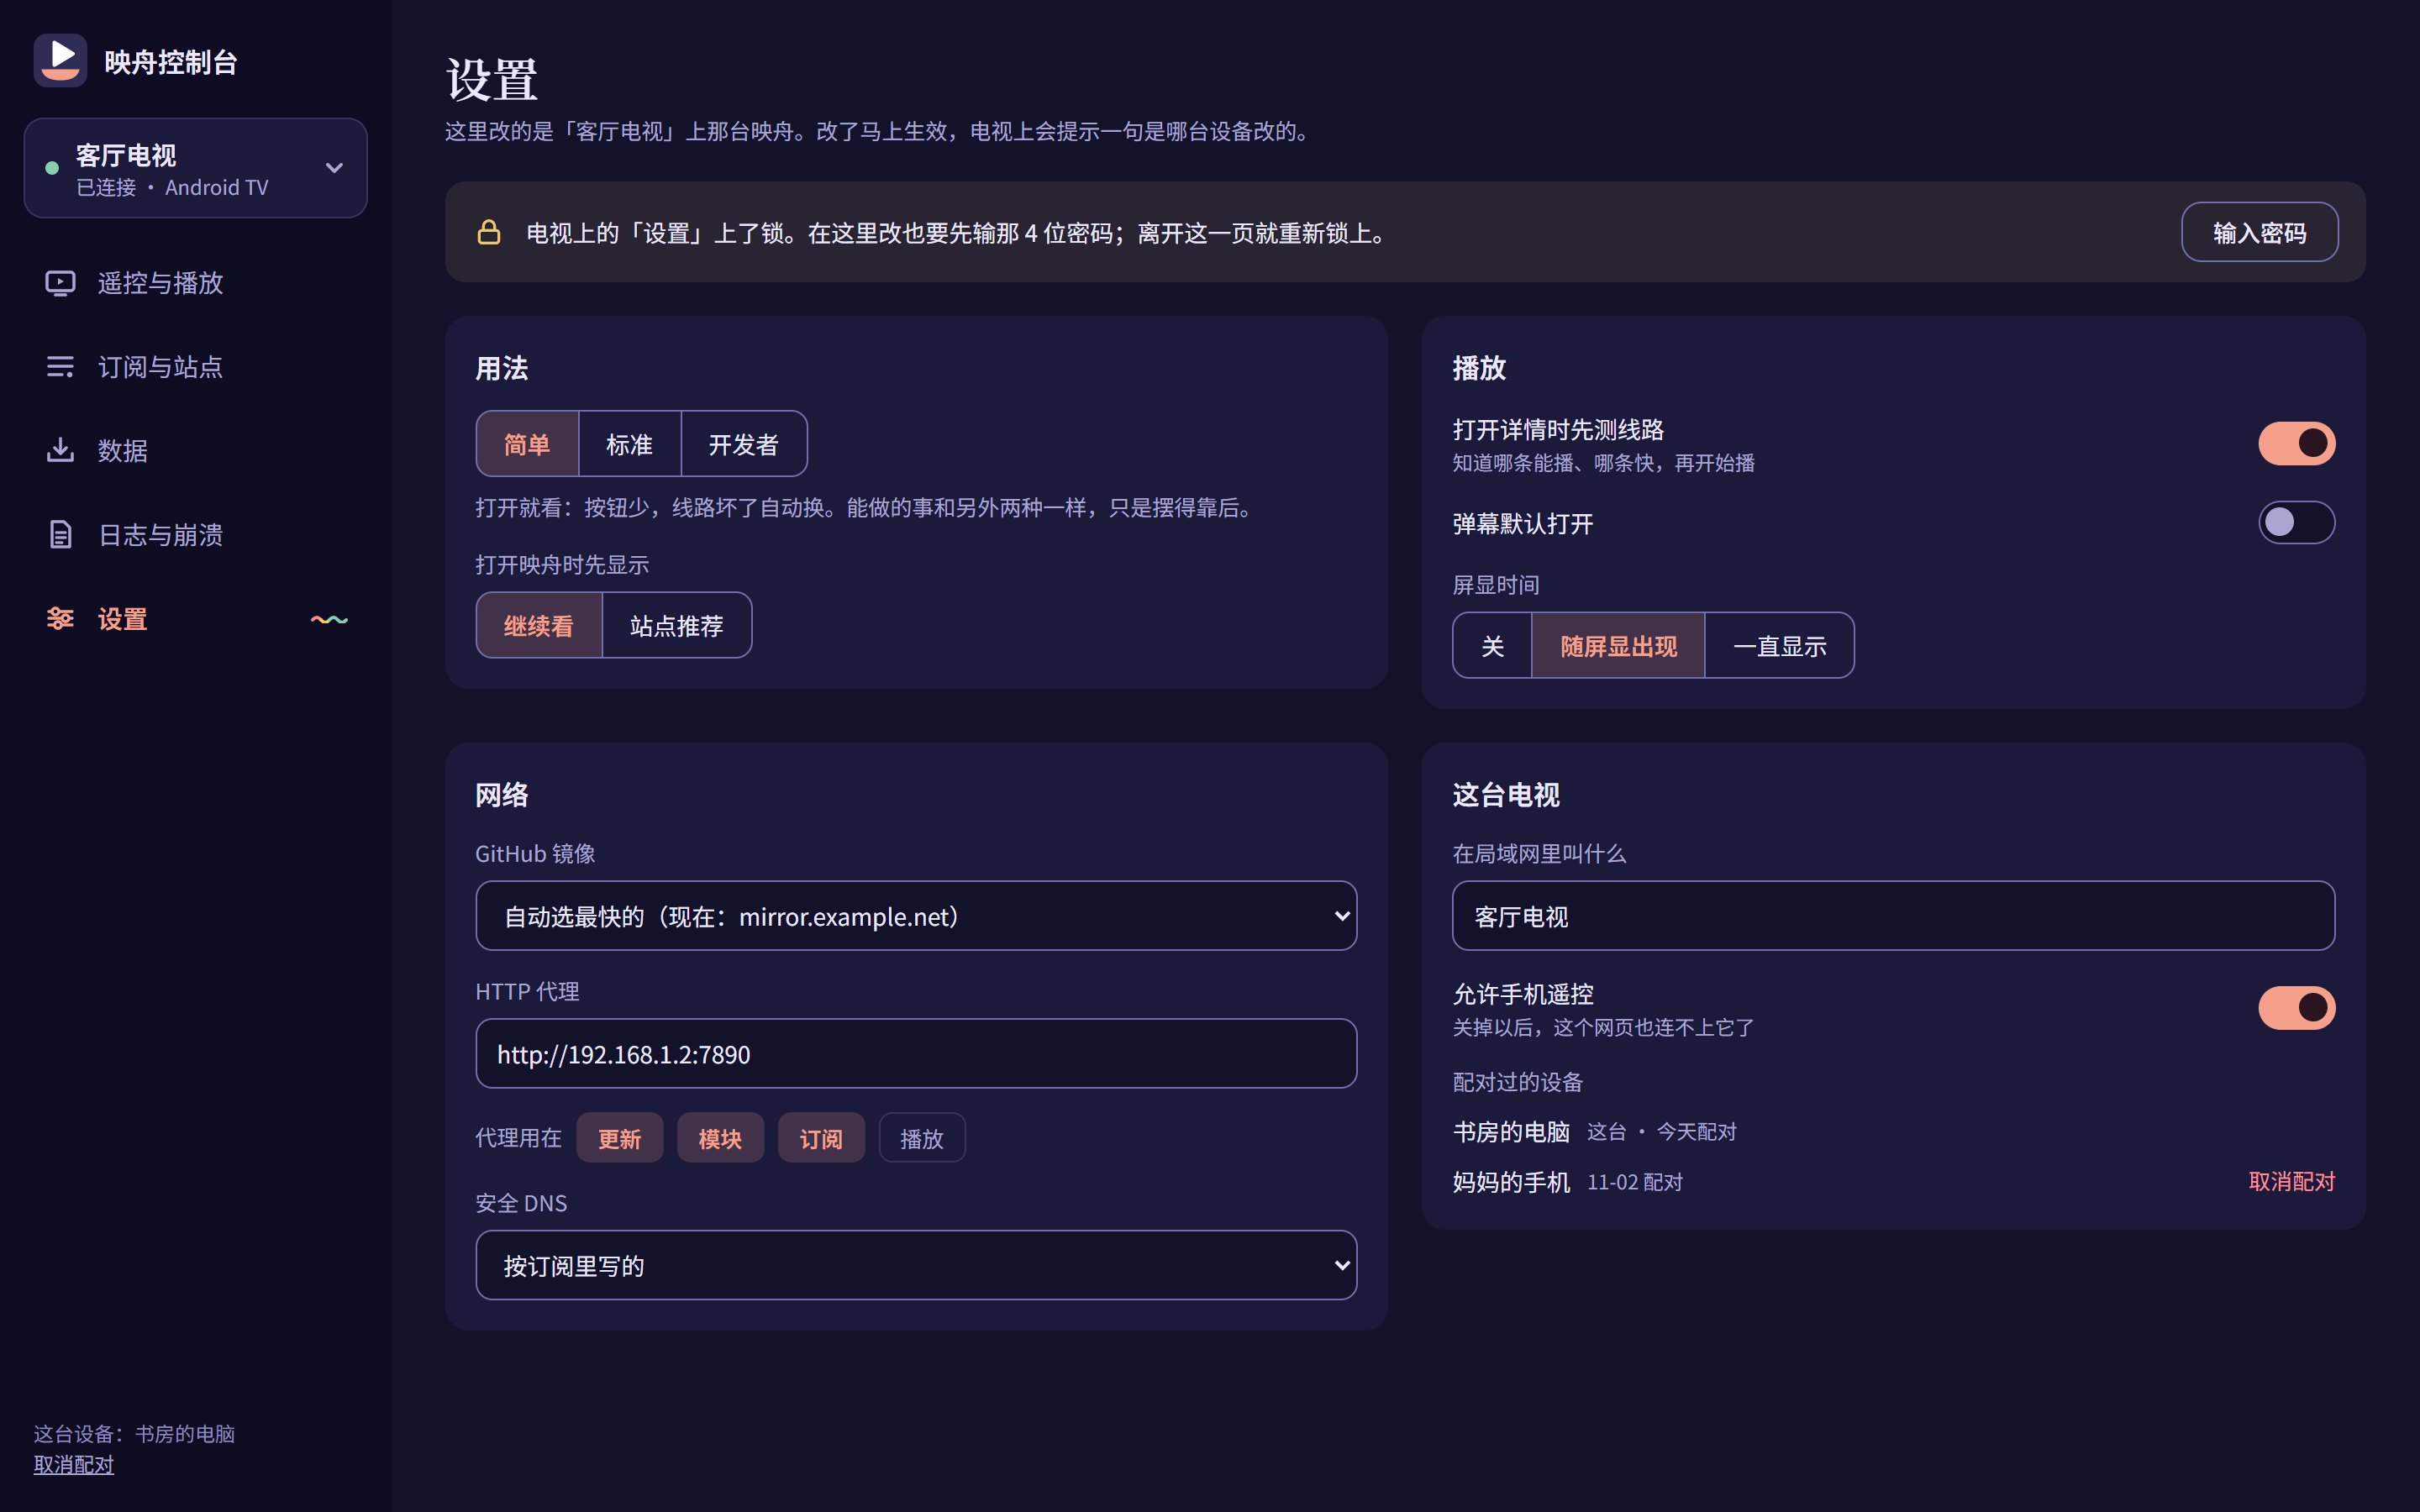 映舟控制台
客厅电视
已连接 · Android TV
遥控与播放
订阅与站点
数据
日志与崩溃
设置
这台设备：书房的电脑
取消配对
设置
这里改的是「客厅电视」上那台映舟。改了马上生效，电视上会提示一句是哪台设备改的。
电视上的「设置」上了锁。在这里改也要先输那 4 位密码；离开这一页就重新锁上。
输入密码
用法
简单 标准 开发者
打开就看：按钮少，线路坏了自动换。能做的事和另外两种一样，只是摆得靠后。
打开映舟时先显示
继续看 站点推荐
播放
打开详情时先测线路
知道哪条能播、哪条快，再开始播
弹幕默认打开
屏显时间
关 随屏显出现 一直显示
网络
GitHub 镜像
自动选最快的（现在：mirror.example.net）
HTTP 代理
http://192.168.1.2:7890
代理用在 更新 模块 订阅 播放
安全 DNS
按订阅里写的
这台电视
在局域网里叫什么
客厅电视
允许手机遥控
关掉以后，这个网页也连不上它了
配对过的设备
书房的电脑 这台 · 今天配对
妈妈的手机 11-02 配对 取消配对